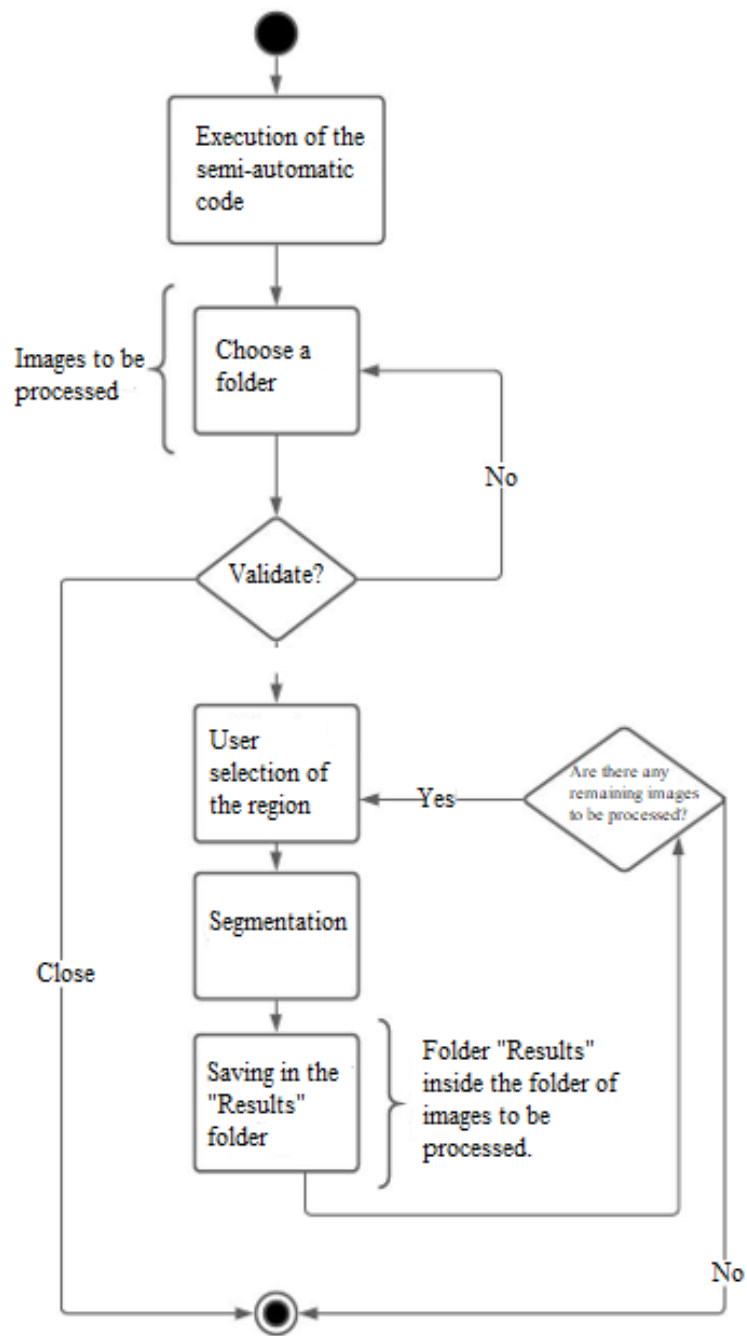 Execution of the
semi-automatic
code
Images to be
processed
Choose a
folder
No
Validate?
User
selection of
the region
Yes
Are there any
remaining images
to be processed?
Segmentation
Close
Saving in the
"Results"
folder
Folder "Results"
inside the folder of
images to be
processed.
No